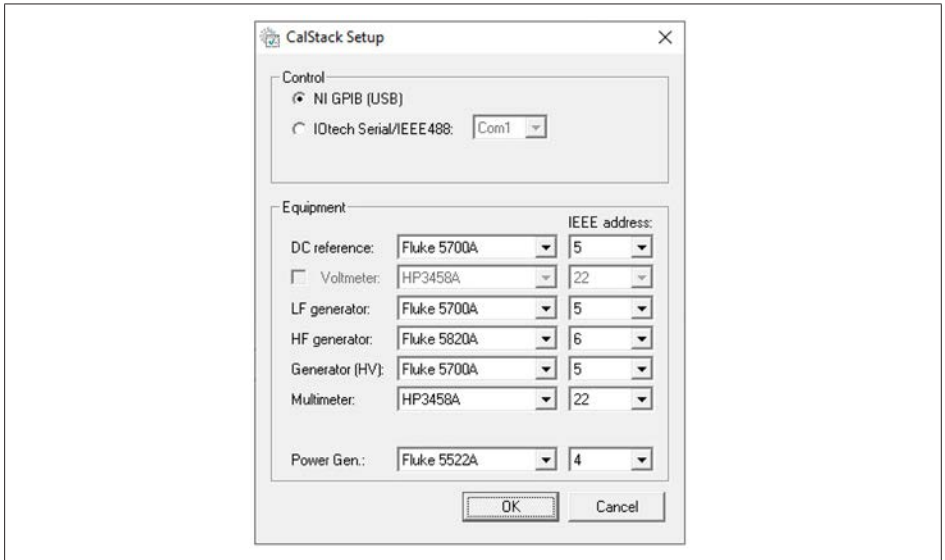 CalStack Setup
Control
NI GPIB (USB)
IOtech Serial/IEEE488: Com1
Equipment
IEEE address:
DC reference: Fluke 5700A 5
Voltmeter: HP3458A 22
LF generator: Fluke 5700A 5
HF generator: Fluke 5820A 6
Generator (HV): Fluke 5700A 5
Multimeter: HP3458A 22
Power Gen.: Fluke 5522A 4
OK Cancel